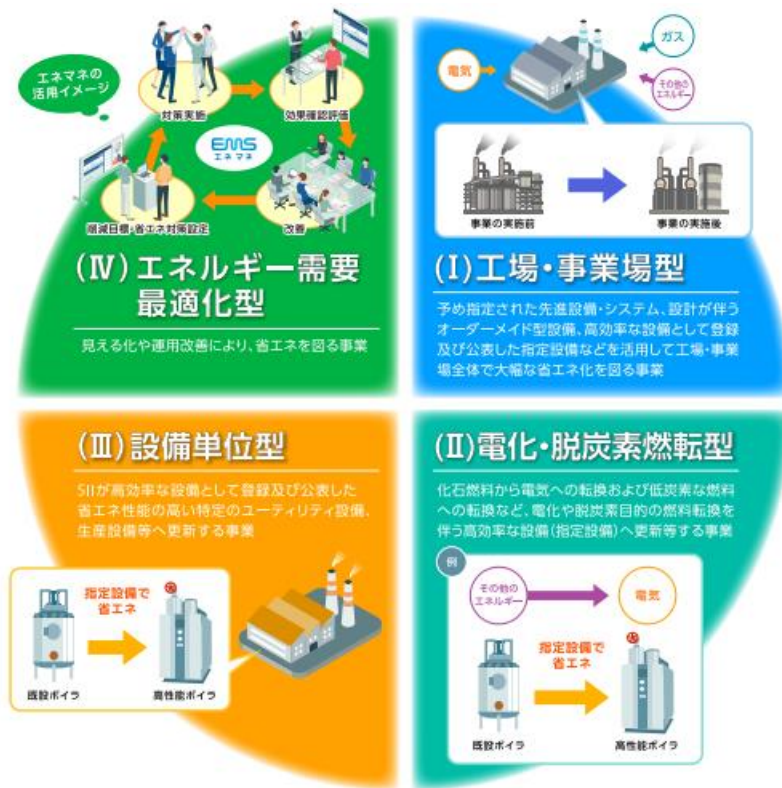 エネマネの
活用イメージ
対策実施
効果確認評価
EMS
エネマネ
削減目標・省エネ対策設定
改善
(Ⅳ)エネルギー需要
最適化型
見える化や運用改善により、省エネを図る事業
電気
ガス
その他の
エネルギー
事業の実施前
事業の実施後
(Ⅰ)工場・事業場型
予め指定された先進設備・システム、設計が伴う
オーダーメイド型設備、高効率な設備として登録
及び公表した指定設備などを活用して工場・事業
場全体で大幅な省エネ化を図る事業
(Ⅲ)設備単位型
SIIが高効率な設備として登録及び公表した
省エネ性能の高い特定のユーティリティ設備、
生産設備等へ更新する事業
指定設備で
省エネ
既設ボイラ
高性能ボイラ
(Ⅱ)電化・脱炭素燃転型
化石燃料から電気への転換および低炭素な燃料
への転換など、電化や脱炭素目的の燃料転換を
伴う高効率な設備(指定設備)へ更新等する事業
例
その他の
エネルギー
電気
指定設備で
省エネ
既設ボイラ
高性能ボイラ